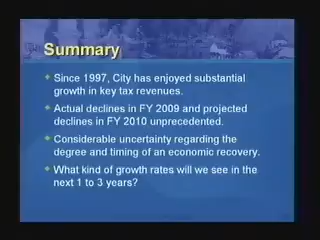 Summary
Since 1997, City has enjoyed substantial
growth in key tax revenues.
Actual declines in FY 2009 and projected
declines in FY 2010 unprecedented.
Considerable uncertainty regarding the
degree and timing of an economic recovery.
What kind of growth rates will we see in the
next 1 to 3 years?